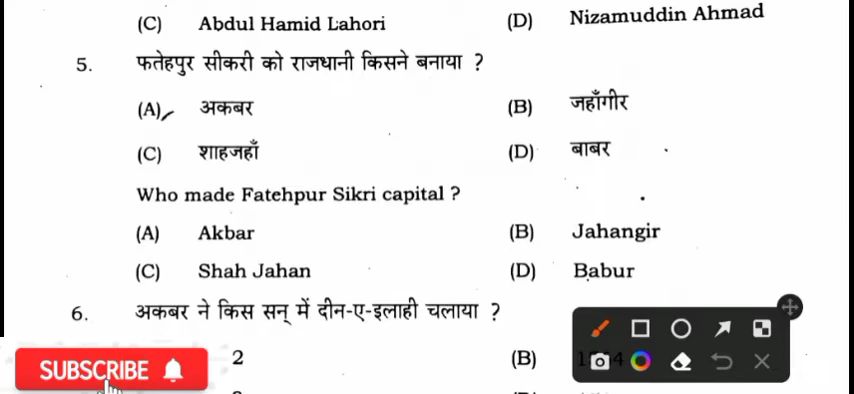 (C) Abdul Hamid Lahori (D) Nizamuddin Ahmad
5. फतेहपुर सीकरी को राजधानी किसने बनाया ?
(A) अकबर (B) जहाँगीर
(C) शाहजहाँ (D) बाबर
Who made Fatehpur Sikri capital ?
(A) Akbar (B) Jahangir
(C) Shah Jahan (D) Babur
6. अकबर ने किस सन् में दीन-ए-इलाही चलाया ?
2 (B)
SUBSCRIBE